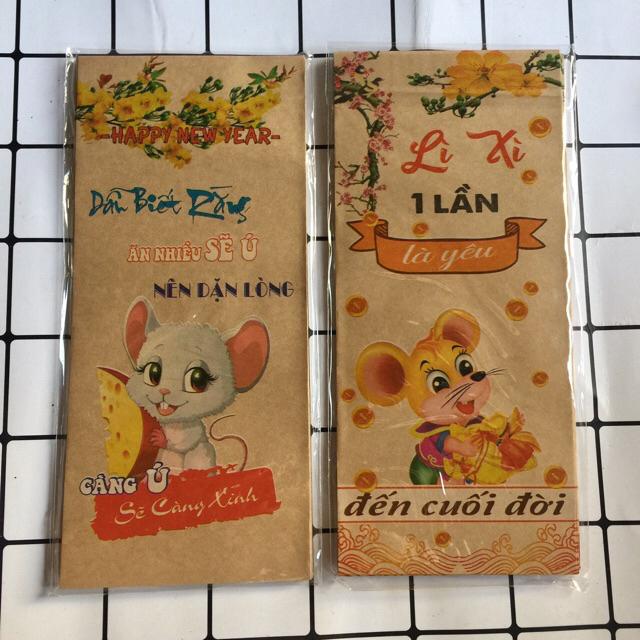 -HAPPY NEW YEAR-
Dẫu Biết Rằng
ĂN NHIỀU SẼ Ú
NÊN DẶN LÒNG
CÀNG Ú
Sẽ Càng Xinh
Lì Xì
1 LẦN
là yêu
đến cuối đời